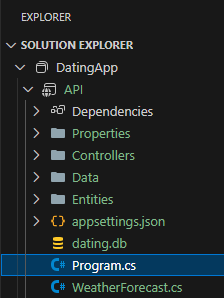 EXPLORER
SOLUTION EXPLORER
DatingApp
API
Dependencies
Properties
Controllers
Data
Entities
{} appsettings.json
dating.db
C# Program.cs
C# WeatherForecast.cs